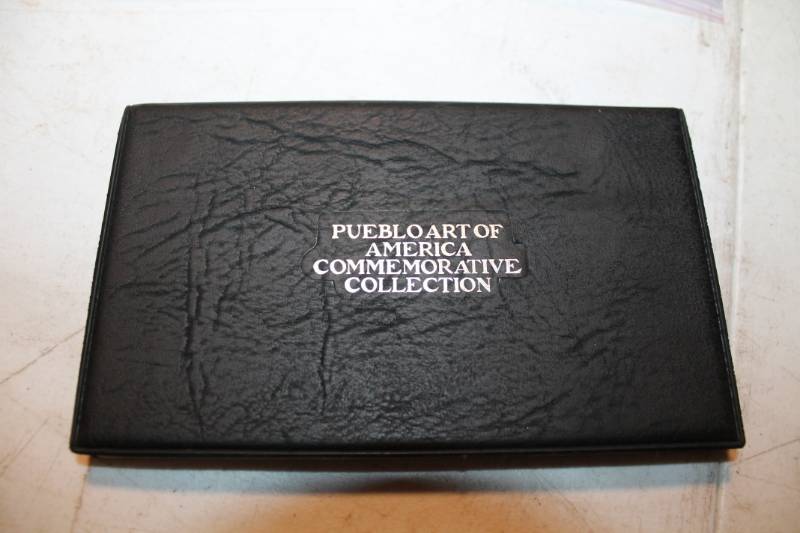 PUEBLO ART OF
AMERICA
COMMEMORATIVE
COLLECTION